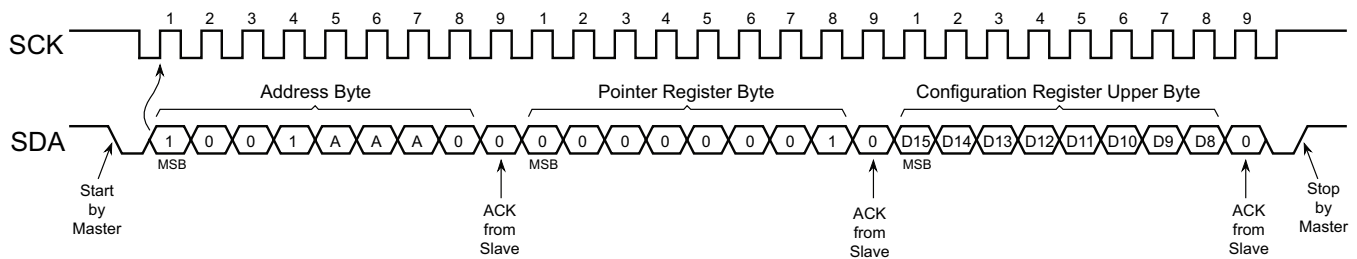 1 2 3 4 5 6 7 8 9 1 2 3 4 5 6 7 8 9 1 2 3 4 5 6 7 8 9
SCK
Address Byte Pointer Register Byte Configuration Register Upper Byte
SDA 1 0 0 1 A A A 0 0 0 0 0 0 0 0 0 1 0 D15 D14 D13 D12 D11 D10 D9 D8 0
MSB MSB MSB
Start
by
Master
ACK
from
Slave
ACK
from
Slave
ACK
from
Slave
Stop
by
Master